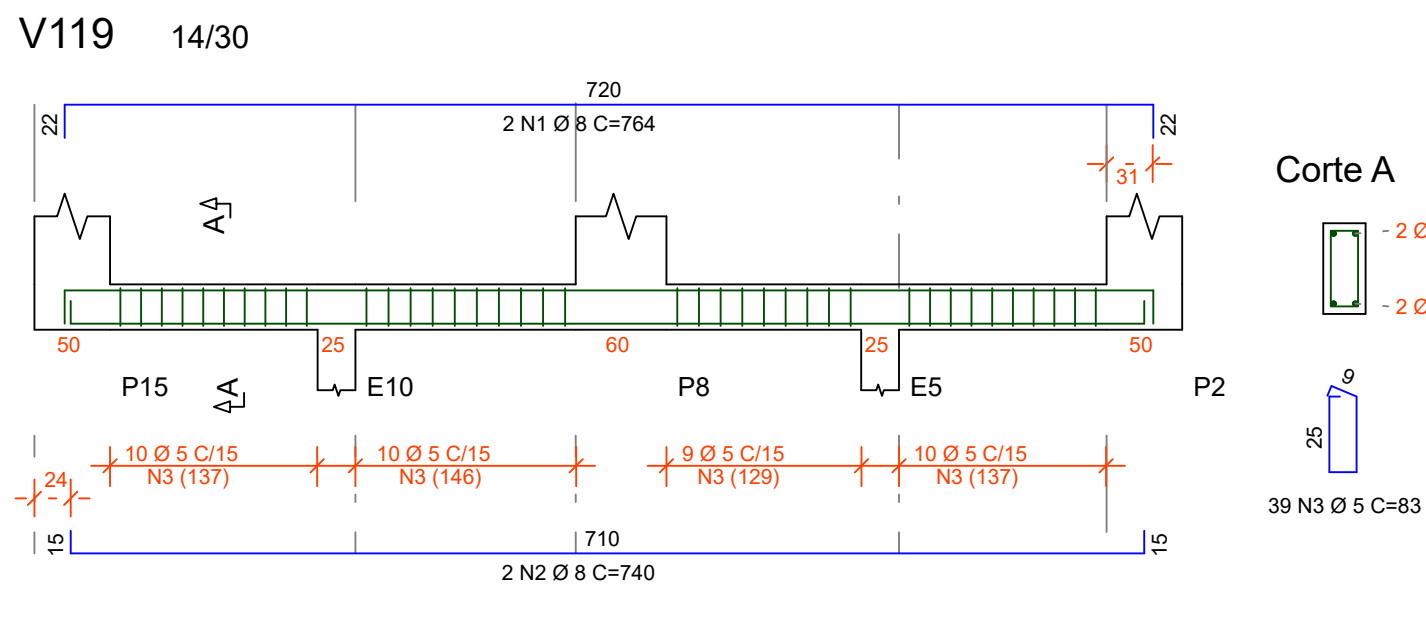 V119 14/30
720
22
2 N1 Ø 8 C=764
22
31
Corte A
A
- 2 Ø
- 2 Ø
50
25
60
25
50
P15
A
E10
P8
E5
P2
9
25
10 Ø 5 C/15
N3 (137)
10 Ø 5 C/15
N3 (146)
9 Ø 5 C/15
N3 (129)
10 Ø 5 C/15
N3 (137)
24
39 N3 Ø 5 C=83
15
710
15
2 N2 Ø 8 C=740